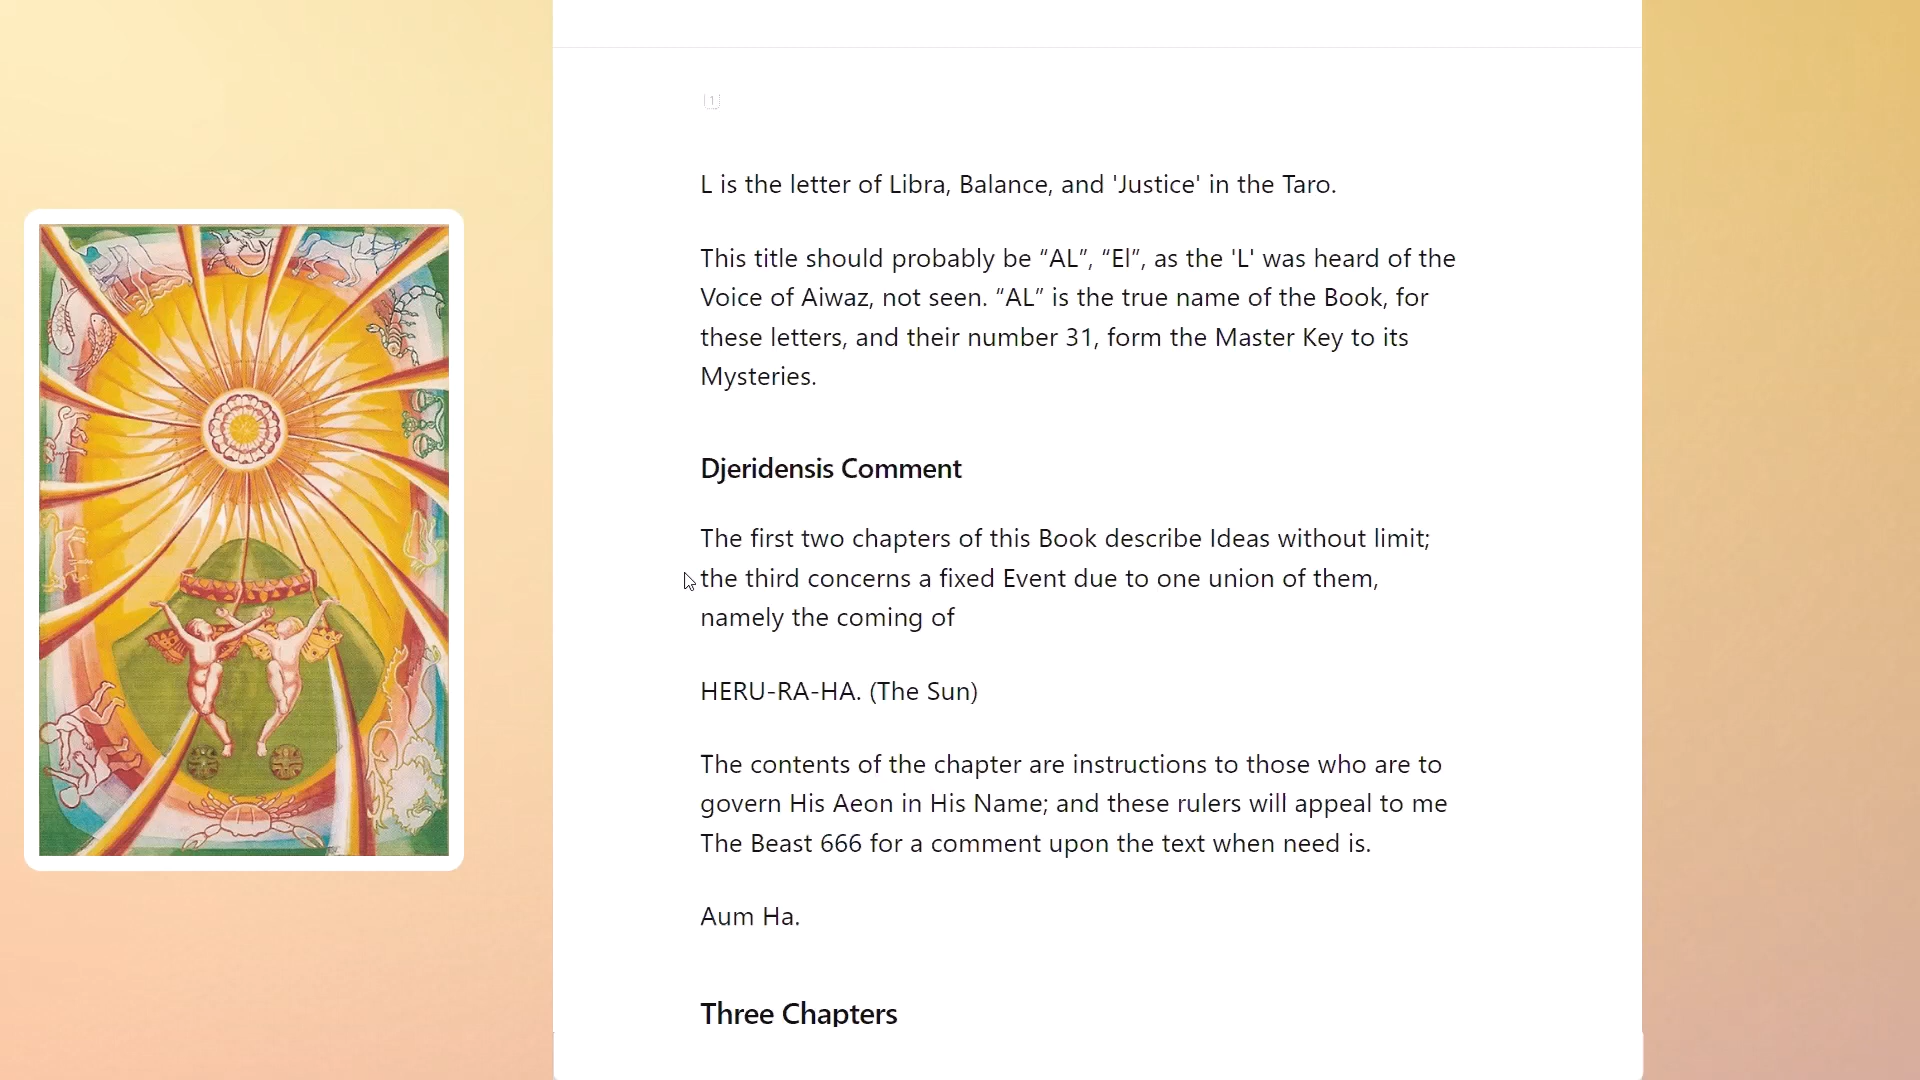 1
L is the letter of Libra, Balance, and 'Justice' in the Taro.
This title should probably be “AL”, “El”, as the 'L' was heard of the
Voice of Aiwaz, not seen. “AL” is the true name of the Book, for
these letters, and their number 31, form the Master Key to its
Mysteries.
Djeridensis Comment
The first two chapters of this Book describe Ideas without limit;
the third concerns a fixed Event due to one union of them,
namely the coming of
HERU-RA-HA. (The Sun)
The contents of the chapter are instructions to those who are to
govern His Aeon in His Name; and these rulers will appeal to me
The Beast 666 for a comment upon the text when need is.
Aum Ha.
Three Chapters